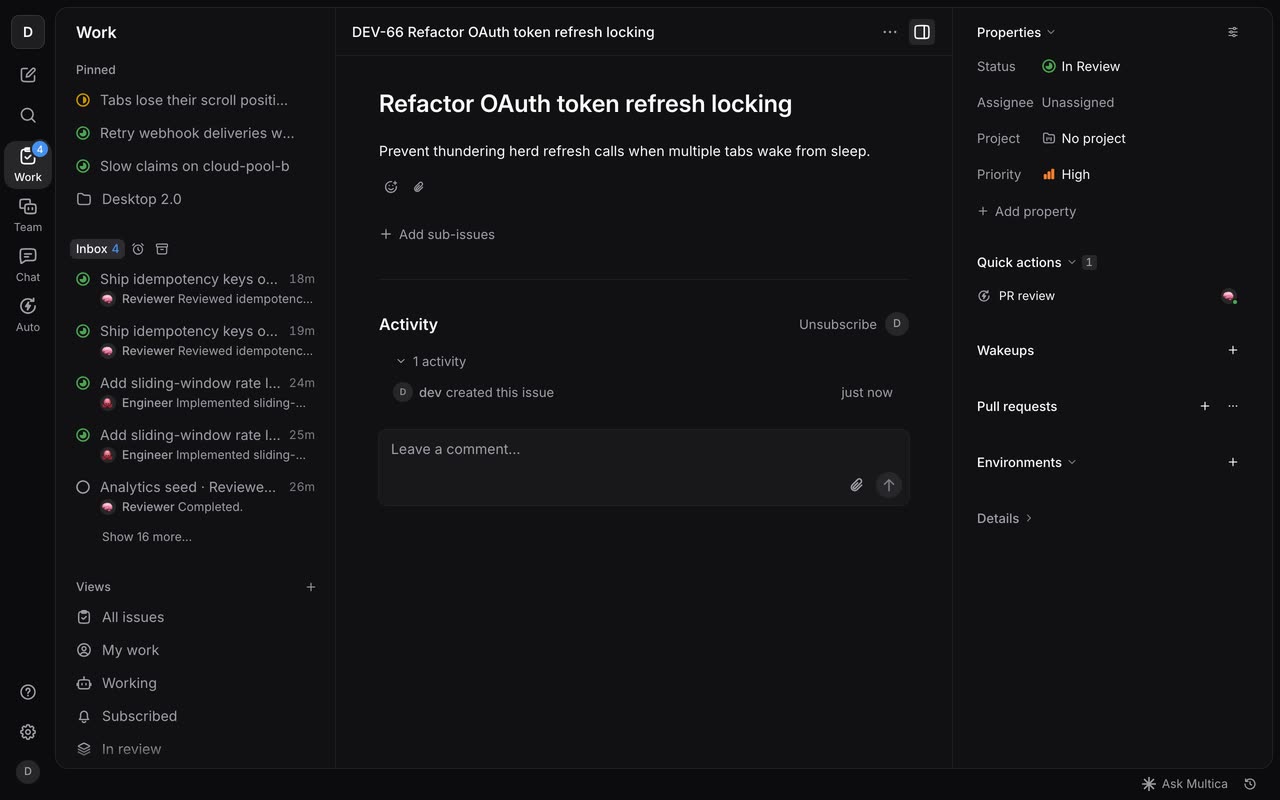 D
4
Work
Team
Chat
Auto
D
Work
Pinned
Tabs lose their scroll positi...
Retry webhook deliveries w...
Slow claims on cloud-pool-b
Desktop 2.0
Inbox 4
Ship idempotency keys o... 18m
Reviewer Reviewed idempotenc...
Ship idempotency keys o... 19m
Reviewer Reviewed idempotenc...
Add sliding-window rate l... 24m
Engineer Implemented sliding-...
Add sliding-window rate l... 25m
Engineer Implemented sliding-...
Analytics seed · Reviewe... 26m
Reviewer Completed.
Show 16 more...
Views
All issues
My work
Working
Subscribed
In review
DEV-66 Refactor OAuth token refresh locking
Refactor OAuth token refresh locking
Prevent thundering herd refresh calls when multiple tabs wake from sleep.
Add sub-issues
Activity
Unsubscribe D
1 activity
D dev created this issue just now
Leave a comment...
Properties
Status In Review
Assignee Unassigned
Project No project
Priority High
Add property
Quick actions 1
PR review
Wakeups
Pull requests
Environments
Details
Ask Multica